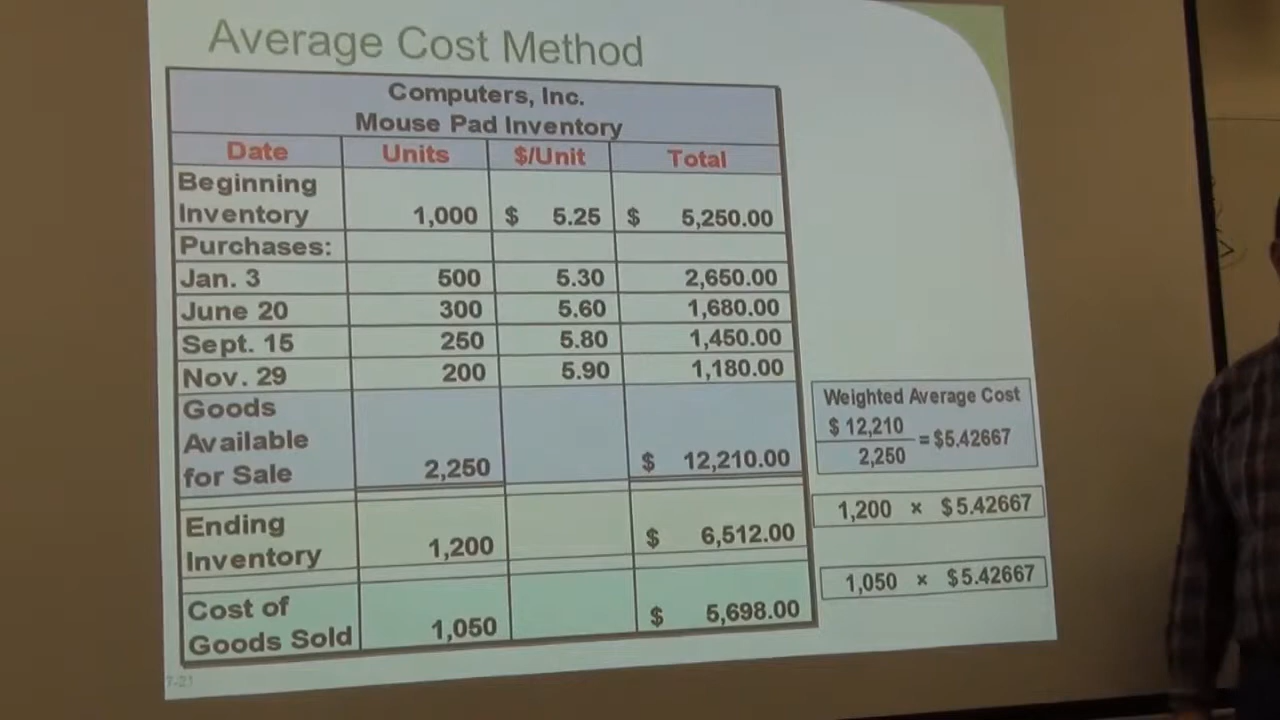 Average Cost Method
Computers, Inc.
Mouse Pad Inventory
Date Units $/Unit Total
Beginning
Inventory 1,000 $ 5.25 $ 5,250.00
Purchases:
Jan. 3 500 5.30 2,650.00
June 20 300 5.60 1,680.00
Sept. 15 250 5.80 1,450.00
Nov. 29 200 5.90 1,180.00
Goods
Available
for Sale 2,250 $ 12,210.00
Weighted Average Cost
$ 12,210
2,250
= $5.42667
Ending
Inventory 1,200 $ 6,512.00
1,200 × $5.42667
Cost of
Goods Sold 1,050 $ 5,698.00
1,050 × $5.42667
7-21